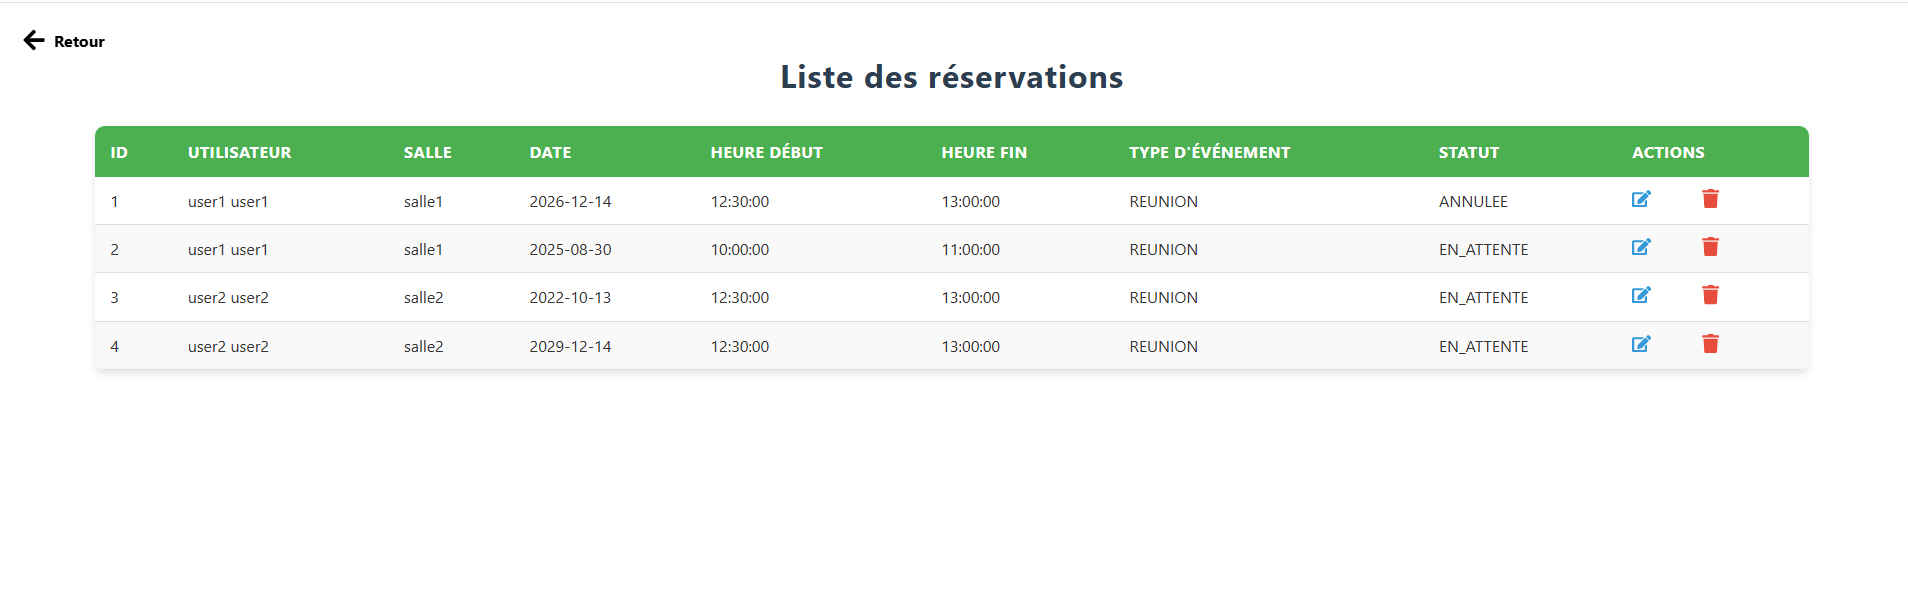 Retour
Liste des réservations
ID UTILISATEUR SALLE DATE HEURE DÉBUT HEURE FIN TYPE D'ÉVÉNEMENT STATUT ACTIONS
1 user1 user1 salle1 2026-12-14 12:30:00 13:00:00 REUNION ANNULEE
2 user1 user1 salle1 2025-08-30 10:00:00 11:00:00 REUNION EN_ATTENTE
3 user2 user2 salle2 2022-10-13 12:30:00 13:00:00 REUNION EN_ATTENTE
4 user2 user2 salle2 2029-12-14 12:30:00 13:00:00 REUNION EN_ATTENTE